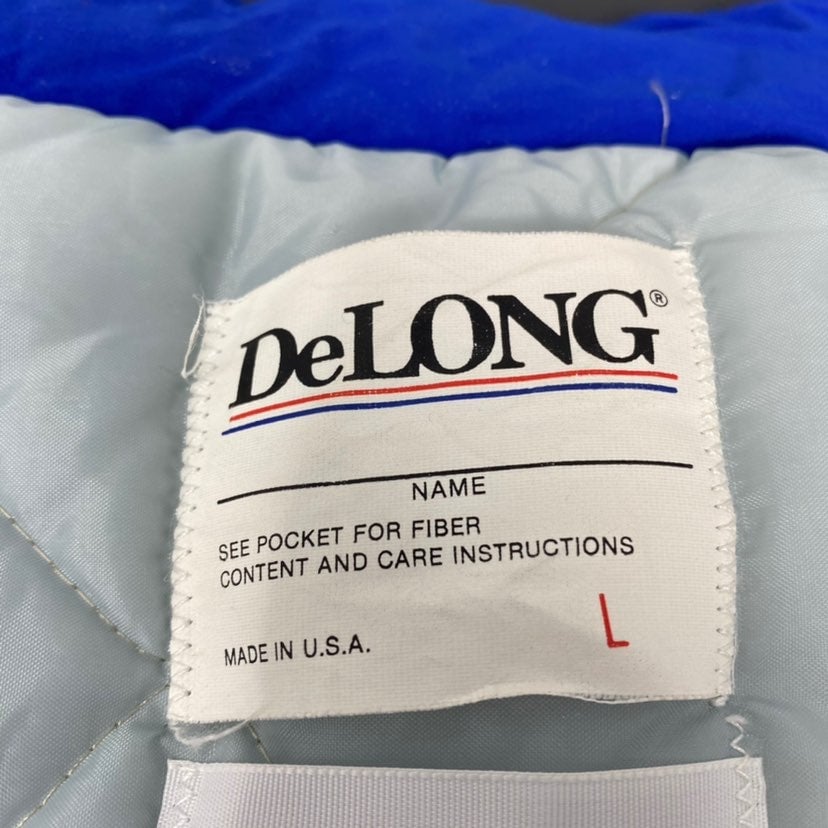 DeLONG®
NAME
SEE POCKET FOR FIBER
CONTENT AND CARE INSTRUCTIONS
L
MADE IN U.S.A.